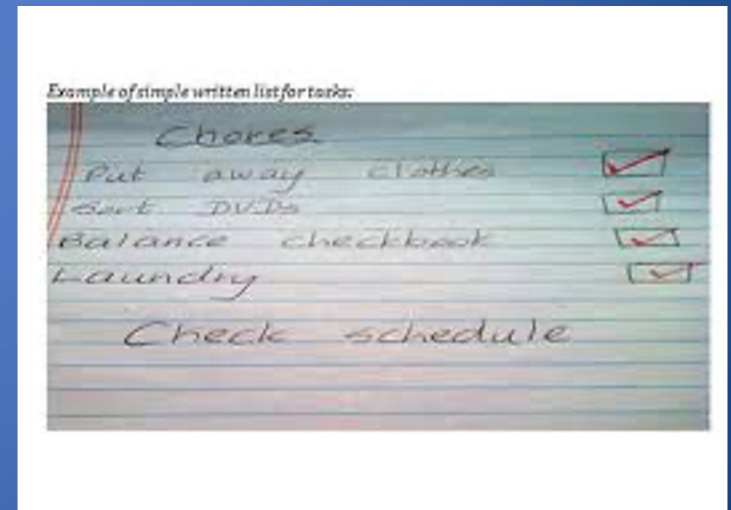 Example of simple written list for tasks:
Chores
Put away clothes
Sort DVDs
Balance checkbook
Laundry
Check schedule